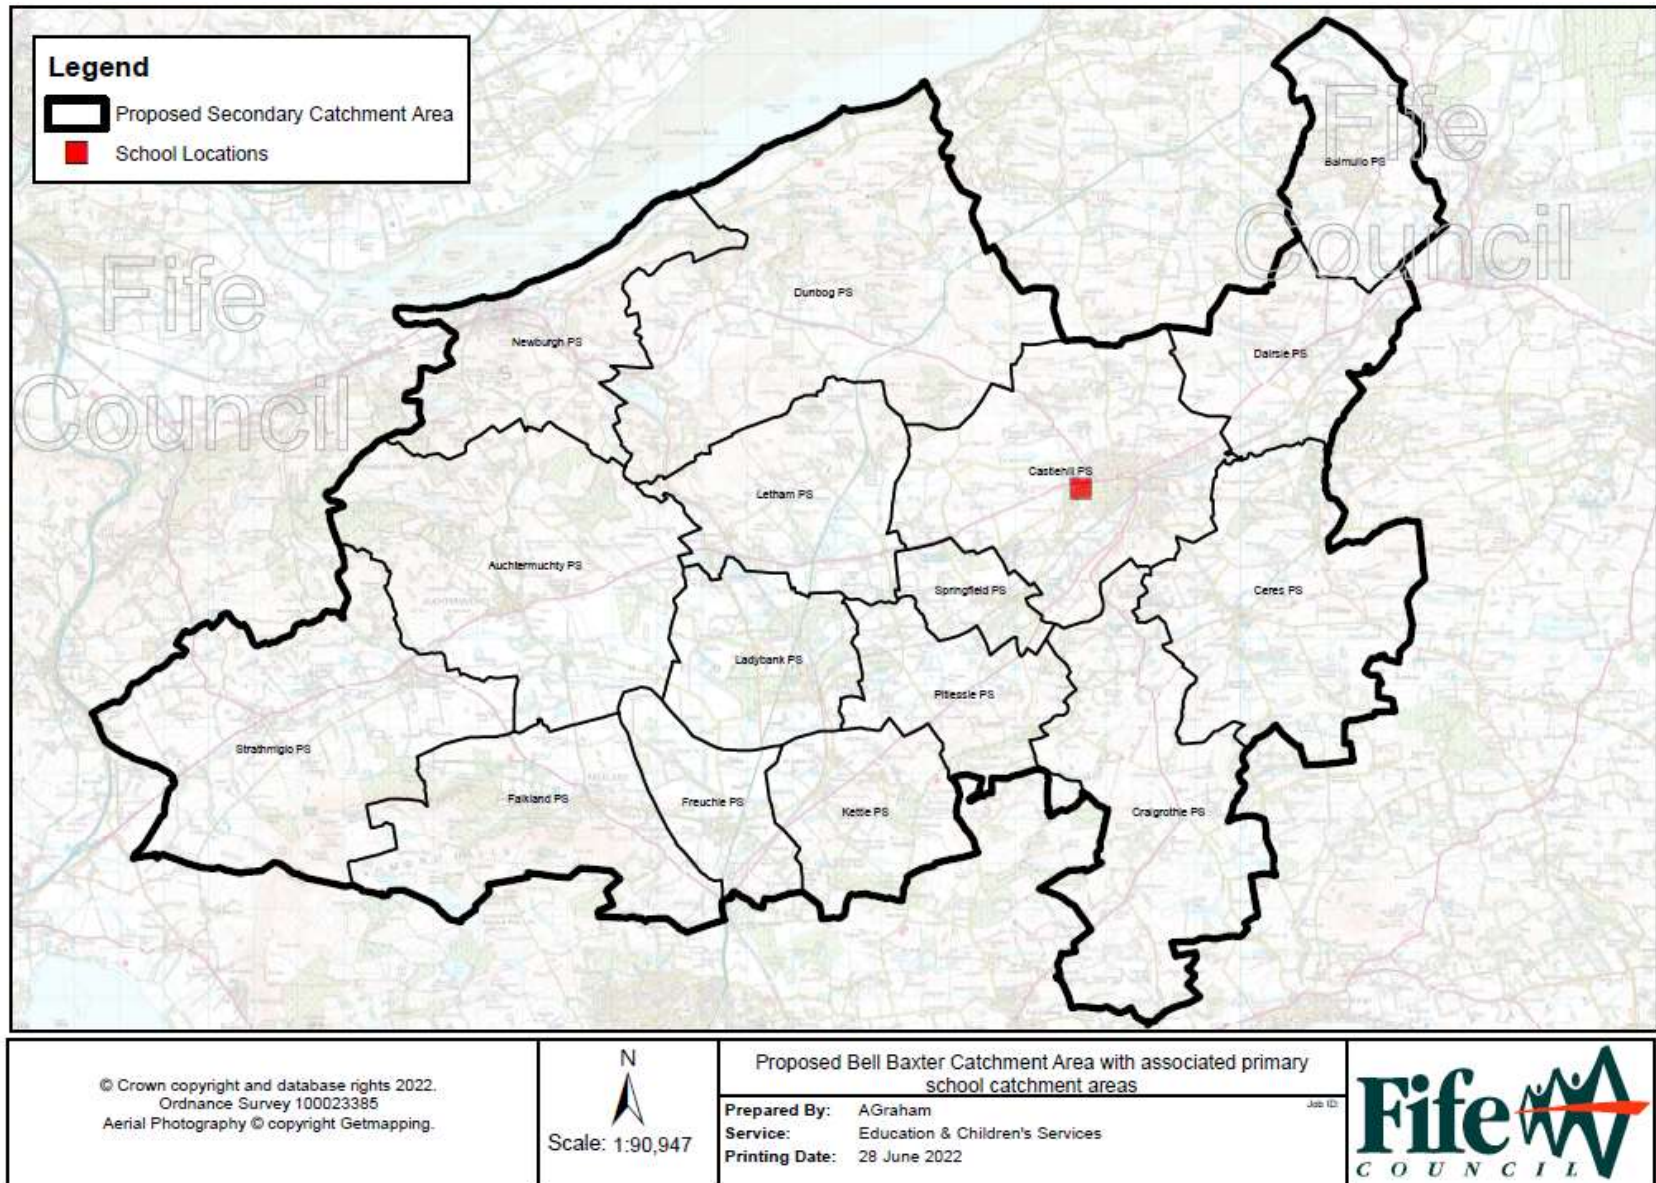 Legend
Proposed Secondary Catchment Area
School Locations
Fife
Council
Fife
Council
Balmullo PS
Dunbog PS
Newburgh PS
Dairsie PS
Castlehill PS
Letham PS
Auchtermuchty PS
Springfield PS
Ceres PS
Ladybank PS
Pitlessie PS
Strathmiglo PS
Falkland PS
Freuchie PS
Kettle PS
Craigrothie PS
© Crown copyright and database rights 2022.
Ordnance Survey 100023385
Aerial Photography © copyright Getmapping.
N
Scale: 1:90,947
Proposed Bell Baxter Catchment Area with associated primary
school catchment areas
Prepared By: AGraham
Job ID:
Service: Education & Children's Services
Printing Date: 28 June 2022
Fife
COUNCIL